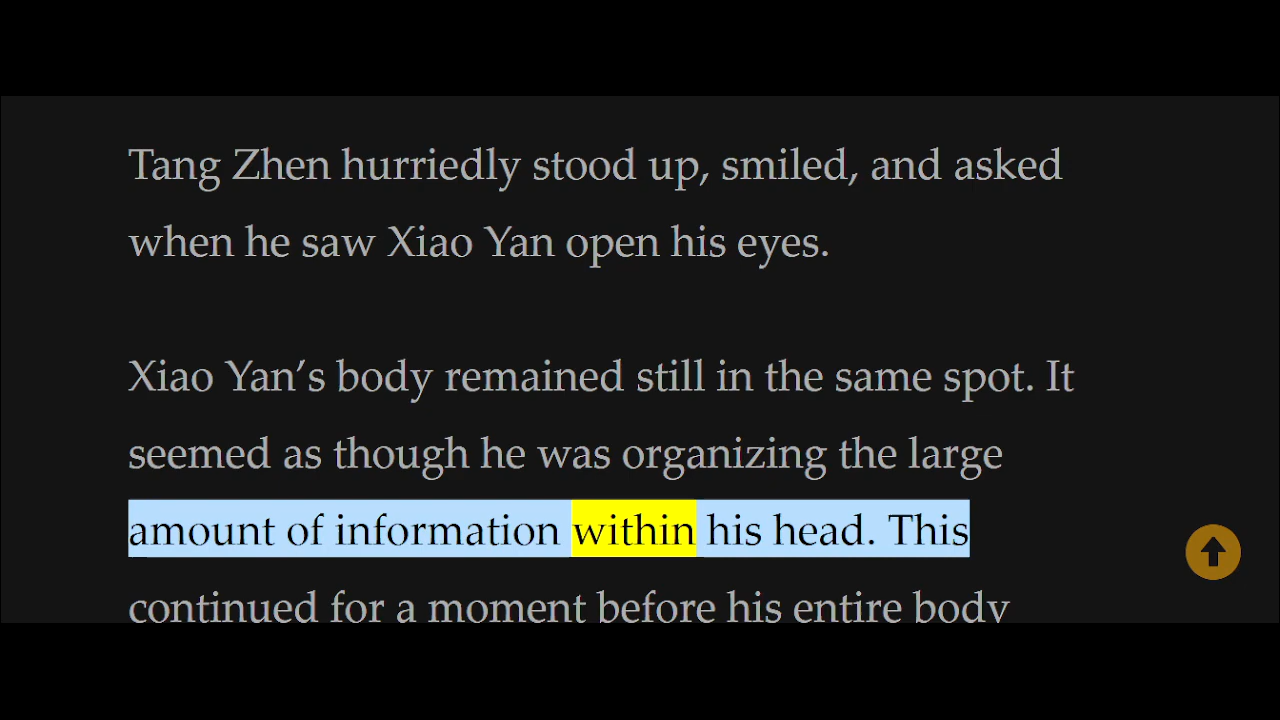 Tang Zhen hurriedly stood up, smiled, and asked
when he saw Xiao Yan open his eyes.
Xiao Yan’s body remained still in the same spot. It
seemed as though he was organizing the large
amount of information within his head. This
continued for a moment before his entire body